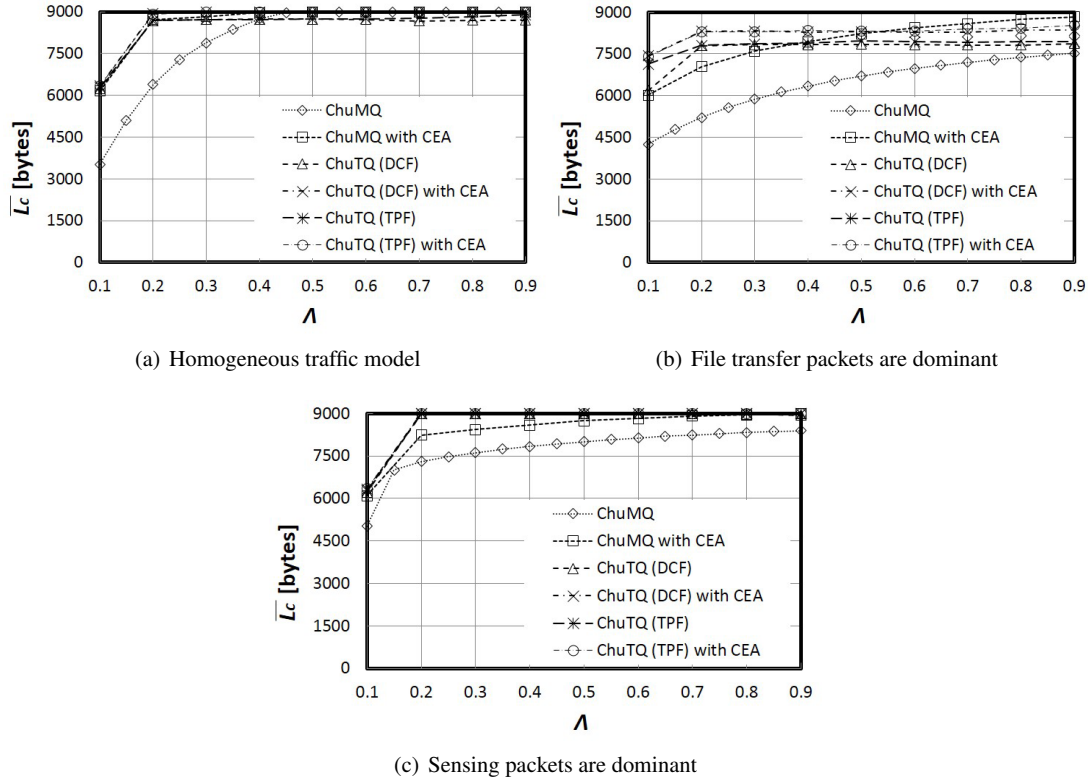 9000
7500
6000
4500
3000
1500
0
Lc [bytes]
ChuMQ
ChuMQ with CEA
ChuTQ (DCF)
ChuTQ (DCF) with CEA
ChuTQ (TPF)
ChuTQ (TPF) with CEA
0.1 0.2 0.3 0.4 0.5 0.6 0.7 0.8 0.9
Λ
(a) Homogeneous traffic model
9000
7500
6000
4500
3000
1500
0
Lc [bytes]
ChuMQ
ChuMQ with CEA
ChuTQ (DCF)
ChuTQ (DCF) with CEA
ChuTQ (TPF)
ChuTQ (TPF) with CEA
0.1 0.2 0.3 0.4 0.5 0.6 0.7 0.8 0.9
Λ
(b) File transfer packets are dominant
9000
7500
6000
4500
3000
1500
0
Lc [bytes]
ChuMQ
ChuMQ with CEA
ChuTQ (DCF)
ChuTQ (DCF) with CEA
ChuTQ (TPF)
ChuTQ (TPF) with CEA
0.1 0.2 0.3 0.4 0.5 0.6 0.7 0.8 0.9
Λ
(c) Sensing packets are dominant